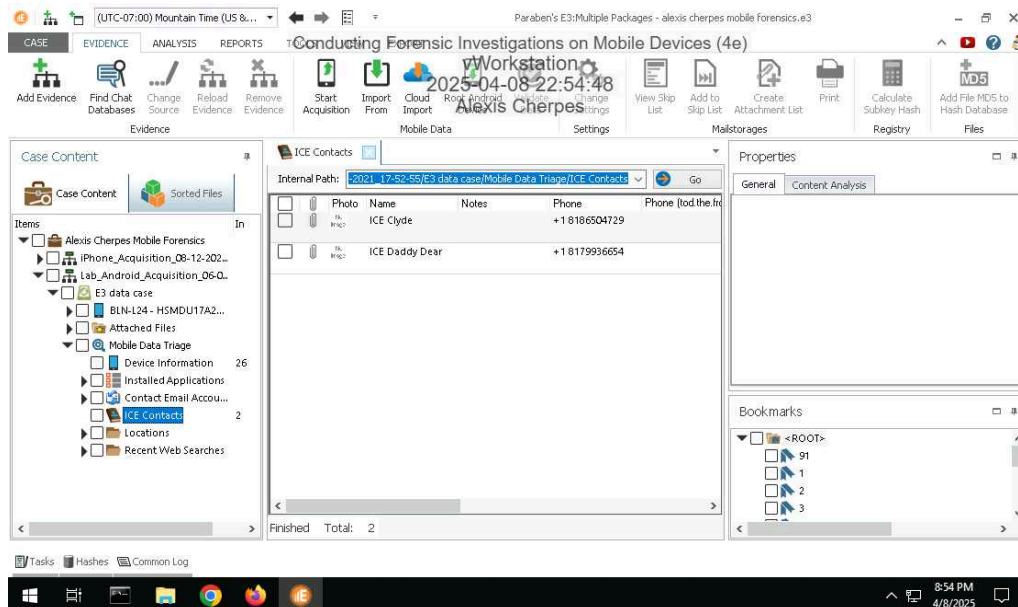 (UTC-07:00) Mountain Time (US &...
Paraben's E3:Multiple Packages - alexis cherpes mobile forensics.e3
CASE EVIDENCE ANALYSIS REPORTS
Conducting Forensic Investigations on Mobile Devices (4e)
vWorkstation
2025-04-08 22:54:48
Alexis Cherpes
Add Evidence
Find Chat Databases
Change Source
Reload Evidence
Remove Evidence
Start Acquisition
Import From
Cloud Import
Root Android
Change Settings
View Skip List
Add to Skip List
Create Attachment List
Print
Calculate Subkey Hash
MD5
Add File MD5 to Hash Database
Evidence Mobile Data Settings Mailstorages Registry Files
Case Content
Case Content Sorted Files
Items In
Alexis Cherpes Mobile Forensics
iPhone_Acquisition_08-12-202...
Lab_Android_Acquisition_06-0...
E3 data case
BLN-L24 - HSMDU17A2...
Attached Files
Mobile Data Triage
Device Information 26
Installed Applications
Contact Email Accou...
ICE Contacts 2
Locations
Recent Web Searches
ICE Contacts
Internal Path: -2021_17-52-55/E3 data case/Mobile Data Triage/ICE Contacts Go
Photo Name Notes Phone Phone (tod.the.fro
ICE Clyde +18186504729
ICE Daddy Dear +18179936654
Finished Total: 2
Properties
General Content Analysis
Bookmarks
<ROOT>
91
1
2
3
Tasks Hashes Common Log
8:54 PM
4/8/2025